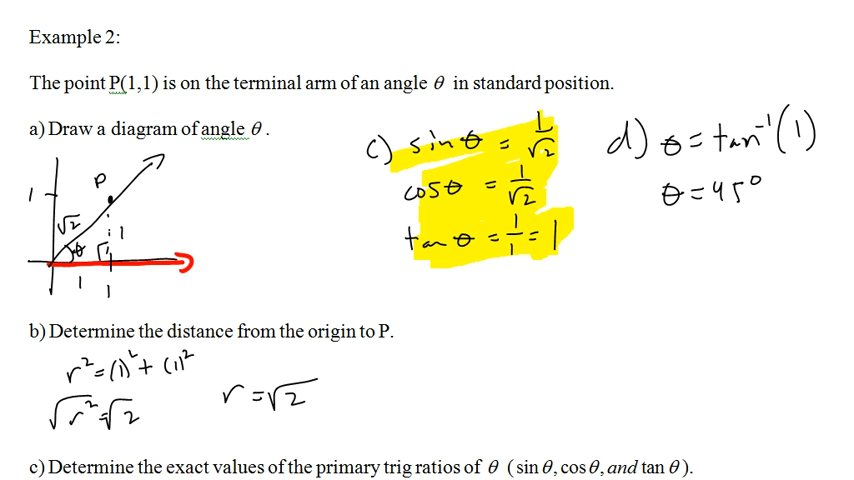 Example 2:
The point P(1,1) is on the terminal arm of an angle θ in standard position.
a) Draw a diagram of angle θ.
c) sin θ = 1/√2
cos θ = 1/√2
tan θ = 1/1 = 1
d) θ = tan⁻¹(1)
θ = 45°
P
1
√2
1
θ
1
1
b) Determine the distance from the origin to P.
r² = (1)² + (1)²
√r² = √2
r = √2
c) Determine the exact values of the primary trig ratios of θ (sin θ, cos θ, and tan θ).